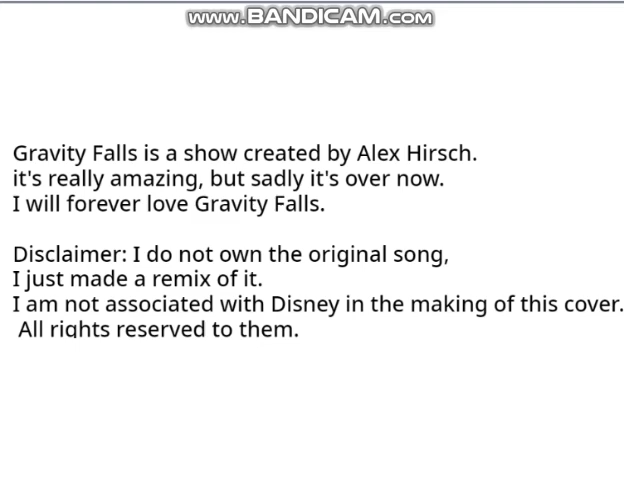 www.BANDICAM.com
Gravity Falls is a show created by Alex Hirsch.
it's really amazing, but sadly it's over now.
I will forever love Gravity Falls.
Disclaimer: I do not own the original song,
I just made a remix of it.
I am not associated with Disney in the making of this cover.
All rights reserved to them.